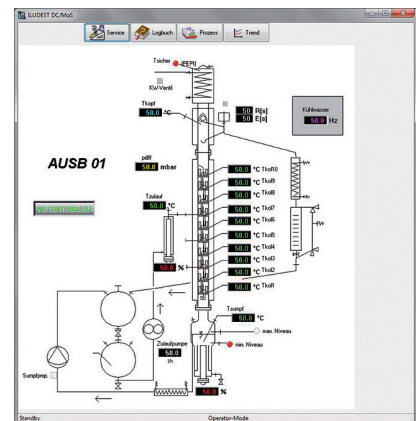 ILUDEST DC/MoS
Service
Logbuch
Prozess
Trend
Tsicher
(PEPI)
KW-Ventil
Tkopf
50.0 °C
50 R[s]
50 E[s]
Kühlwasser
50.0 Hz
AUSB 01
pdiff
50.0 mbar
50.0 °C Tkol10
50.0 °C Tkol9
50.0 °C Tkol8
50.0 °C Tkol7
50.0 °C Tkol6
50.0 °C Tkol5
50.0 °C Tkol4
50.0 °C Tkol3
50.0 °C Tkol2
50.0 °C Tkol1
Tzulauf
50.0 °C
NO CONTROLLER !
50.0 %
Tsumpf
50.0 °C
max. Niveau
min. Niveau
Zulaufpumpe
50.0
l/h
Sumpfpmp.
50.0 %
Standby
Operator-Mode